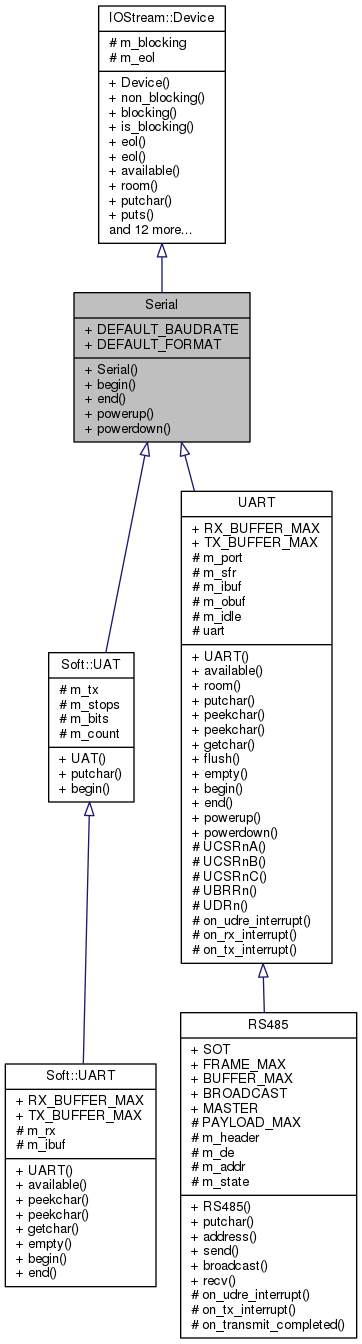 IOStream::Device
# m_blocking
# m_eol
+ Device()
+ non_blocking()
+ blocking()
+ is_blocking()
+ eol()
+ eol()
+ available()
+ room()
+ putchar()
+ puts()
and 12 more...
Serial
+ DEFAULT_BAUDRATE
+ DEFAULT_FORMAT
+ Serial()
+ begin()
+ end()
+ powerup()
+ powerdown()
UART
+ RX_BUFFER_MAX
+ TX_BUFFER_MAX
# m_port
# m_sfr
# m_ibuf
# m_obuf
# m_idle
# uart
+ UART()
+ available()
+ room()
+ putchar()
+ peekchar()
+ peekchar()
+ getchar()
+ flush()
+ empty()
+ begin()
+ end()
+ powerup()
+ powerdown()
# UCSRnA()
# UCSRnB()
# UCSRnC()
# UBRRn()
# UDRn()
# on_udre_interrupt()
# on_rx_interrupt()
# on_tx_interrupt()
Soft::UAT
# m_tx
# m_stops
# m_bits
# m_count
+ UAT()
+ putchar()
+ begin()
Soft::UART
+ RX_BUFFER_MAX
+ TX_BUFFER_MAX
# m_rx
# m_ibuf
+ UART()
+ available()
+ peekchar()
+ peekchar()
+ getchar()
+ empty()
+ begin()
+ end()
RS485
+ SOT
+ FRAME_MAX
+ BUFFER_MAX
+ BROADCAST
+ MASTER
# PAYLOAD_MAX
# m_header
# m_de
# m_addr
# m_state
+ RS485()
+ putchar()
+ address()
+ send()
+ broadcast()
+ recv()
# on_udre_interrupt()
# on_tx_interrupt()
# on_transmit_completed()